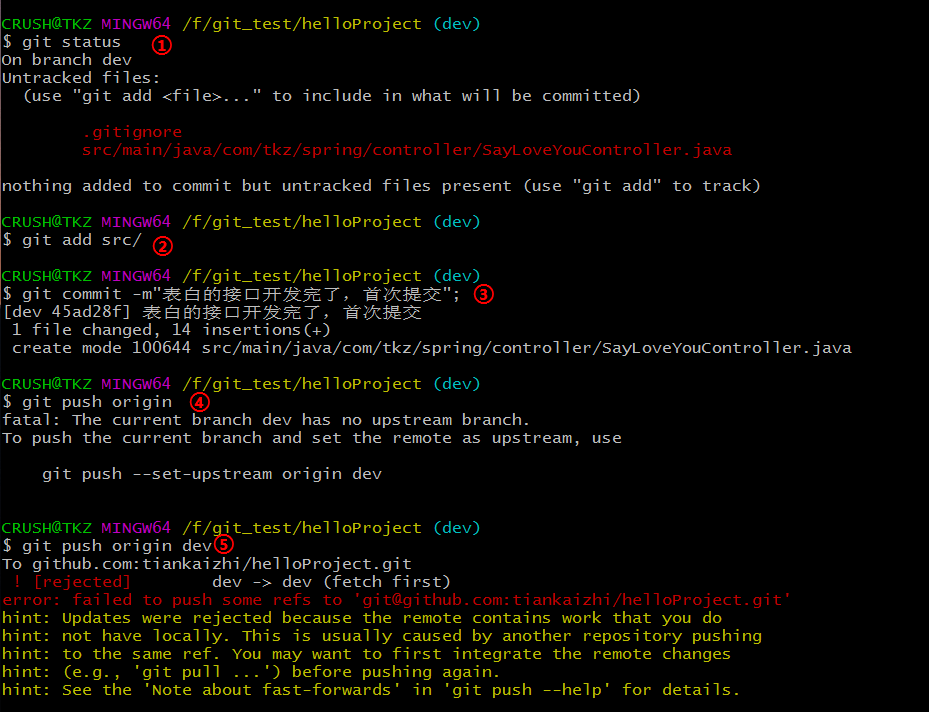 CRUSH@TKZ MINGW64 /f/git_test/helloProject (dev)
$ git status ①
On branch dev
Untracked files:
  (use "git add <file>..." to include in what will be committed)
        .gitignore
        src/main/java/com/tkz/spring/controller/SayLoveYouController.java
nothing added to commit but untracked files present (use "git add" to track)
CRUSH@TKZ MINGW64 /f/git_test/helloProject (dev)
$ git add src/ ②
CRUSH@TKZ MINGW64 /f/git_test/helloProject (dev)
$ git commit -m"表白的接口开发完了，首次提交"; ③
[dev 45ad28f] 表白的接口开发完了，首次提交
 1 file changed, 14 insertions(+)
 create mode 100644 src/main/java/com/tkz/spring/controller/SayLoveYouController.java
CRUSH@TKZ MINGW64 /f/git_test/helloProject (dev)
$ git push origin ④
fatal: The current branch dev has no upstream branch.
To push the current branch and set the remote as upstream, use
    git push --set-upstream origin dev
CRUSH@TKZ MINGW64 /f/git_test/helloProject (dev)
$ git push origin dev ⑤
To github.com:tiankaizhi/helloProject.git
 ! [rejected]        dev -> dev (fetch first)
error: failed to push some refs to 'git@github.com:tiankaizhi/helloProject.git'
hint: Updates were rejected because the remote contains work that you do
hint: not have locally. This is usually caused by another repository pushing
hint: to the same ref. You may want to first integrate the remote changes
hint: (e.g., 'git pull ...') before pushing again.
hint: See the 'Note about fast-forwards' in 'git push --help' for details.